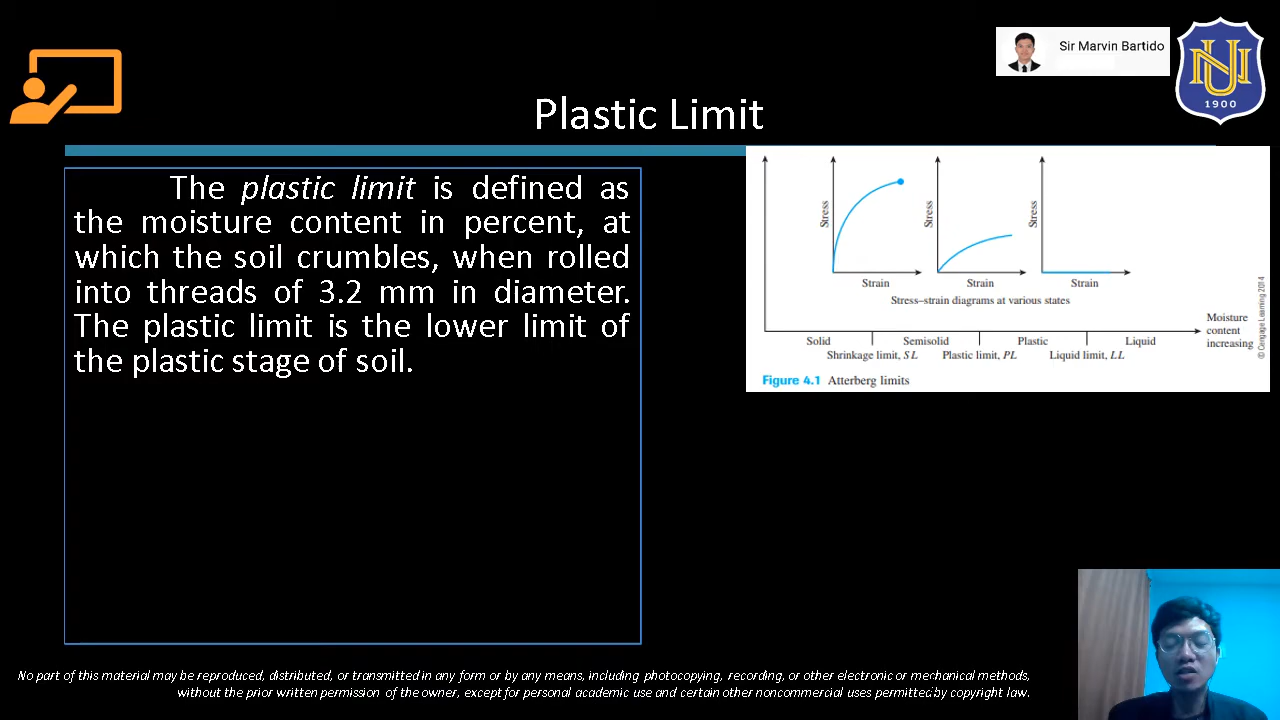 Sir Marvin Bartido
NU
1900
Plastic Limit
The plastic limit is defined as
the moisture content in percent, at
which the soil crumbles, when rolled
into threads of 3.2 mm in diameter.
The plastic limit is the lower limit of
the plastic stage of soil.
Stress
Strain
Stress
Strain
Stress
Strain
Stress–strain diagrams at various states
Moisture
content
increasing
Solid
Semisolid
Plastic
Liquid
Shrinkage limit, SL
Plastic limit, PL
Liquid limit, LL
© Cengage Learning 2014
Figure 4.1 Atterberg limits
No part of this material may be reproduced, distributed, or transmitted in any form or by any means, including photocopying, recording, or other electronic or mechanical methods,
without the prior written permission of the owner, except for personal academic use and certain other noncommercial uses permitted by copyright law.